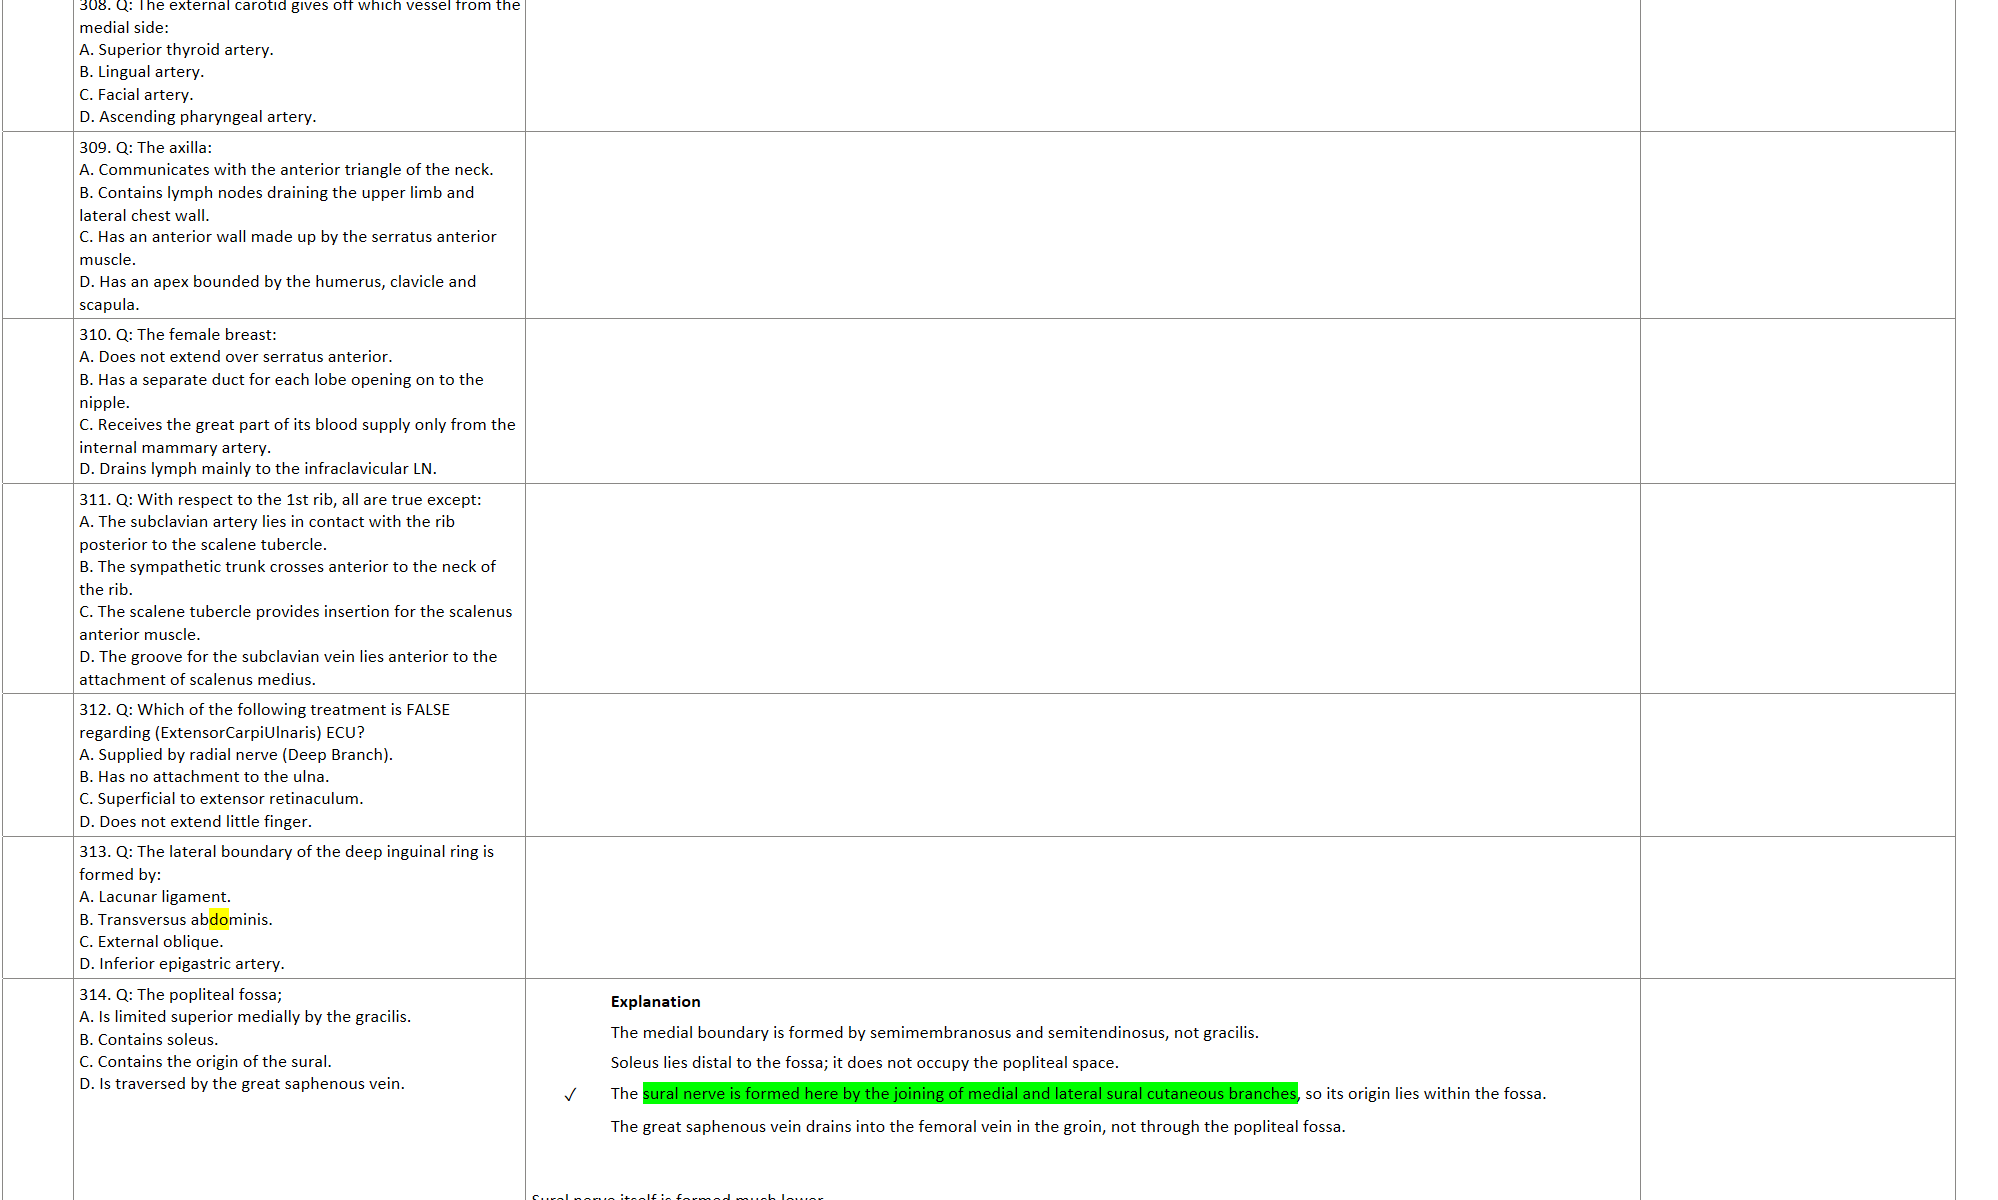 308. Q: The external carotid gives off which vessel from the
medial side:
A. Superior thyroid artery.
B. Lingual artery.
C. Facial artery.
D. Ascending pharyngeal artery.
309. Q: The axilla:
A. Communicates with the anterior triangle of the neck.
B. Contains lymph nodes draining the upper limb and
lateral chest wall.
C. Has an anterior wall made up by the serratus anterior
muscle.
D. Has an apex bounded by the humerus, clavicle and
scapula.
310. Q: The female breast:
A. Does not extend over serratus anterior.
B. Has a separate duct for each lobe opening on to the
nipple.
C. Receives the great part of its blood supply only from the
internal mammary artery.
D. Drains lymph mainly to the infraclavicular LN.
311. Q: With respect to the 1st rib, all are true except:
A. The subclavian artery lies in contact with the rib
posterior to the scalene tubercle.
B. The sympathetic trunk crosses anterior to the neck of
the rib.
C. The scalene tubercle provides insertion for the scalenus
anterior muscle.
D. The groove for the subclavian vein lies anterior to the
attachment of scalenus medius.
312. Q: Which of the following treatment is FALSE
regarding (ExtensorCarpiUlnaris) ECU?
A. Supplied by radial nerve (Deep Branch).
B. Has no attachment to the ulna.
C. Superficial to extensor retinaculum.
D. Does not extend little finger.
313. Q: The lateral boundary of the deep inguinal ring is
formed by:
A. Lacunar ligament.
B. Transversus abdominis.
C. External oblique.
D. Inferior epigastric artery.
314. Q: The popliteal fossa;
A. Is limited superior medially by the gracilis.
B. Contains soleus.
C. Contains the origin of the sural.
D. Is traversed by the great saphenous vein.
Explanation
The medial boundary is formed by semimembranosus and semitendinosus, not gracilis.
Soleus lies distal to the fossa; it does not occupy the popliteal space.
✓ The sural nerve is formed here by the joining of medial and lateral sural cutaneous branches, so its origin lies within the fossa.
The great saphenous vein drains into the femoral vein in the groin, not through the popliteal fossa.
Sural nerve itself is formed much lower